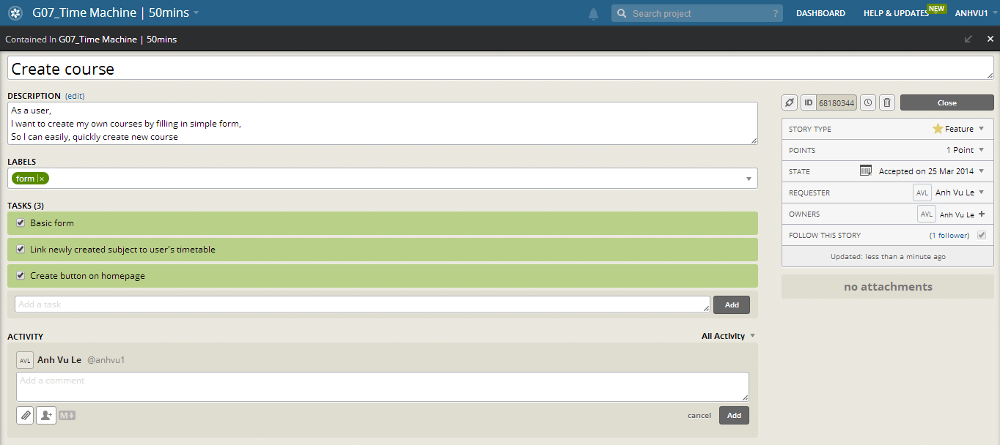 G07_Time Machine | 50mins
Search project ?
DASHBOARD
HELP & UPDATES NEW
ANHVU1
Contained In G07_Time Machine | 50mins
Create course
DESCRIPTION (edit)
As a user,
I want to create my own courses by filling in simple form,
So I can easily, quickly create new course
LABELS
form
TASKS (3)
Basic form
Link newly created subject to user's timetable
Create button on homepage
Add a task
Add
ACTIVITY
All Activity
AVL Anh Vu Le @anhvu1
Add a comment
M
cancel
Add
ID 68180344
Close
STORY TYPE Feature
POINTS 1 Point
STATE Accepted on 25 Mar 2014
REQUESTER AVL Anh Vu Le
OWNERS AVL Anh Vu Le +
FOLLOW THIS STORY (1 follower)
Updated: less than a minute ago
no attachments